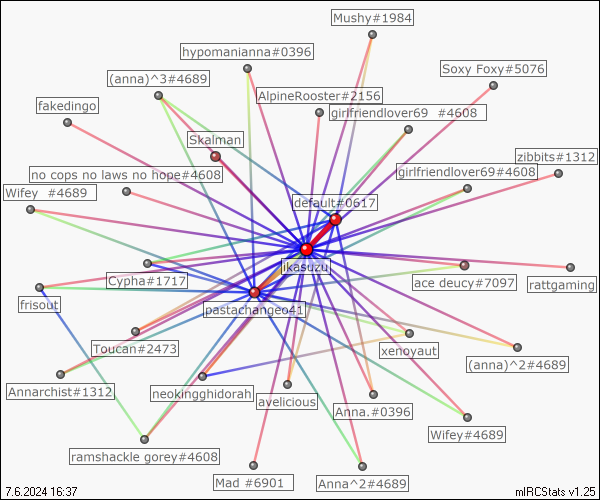 Mushy#1984
hypomanianna#0396
(anna)^3#4689
Soxy Foxy#5076
AlpineRooster#2156
fakedingo
girlfriendlover69 #4608
Skalman
zibbits#1312
no cops no laws no hope#4608
girlfriendlover69#4608
Wifey #4689
default#0617
jkasuzu
Cypha#1717
ace deucy#7097
rattgaming
frisout
pastachangeo41
Toucan#2473
xenoyaut
(anna)^2#4689
Annarchist#1312
neokingghidorah
avelicious
Anna.#0396
Wifey#4689
ramshackle gorey#4608
Mad #6901
Anna^2#4689
7.6.2024 16:37
mIRCStats v1.25